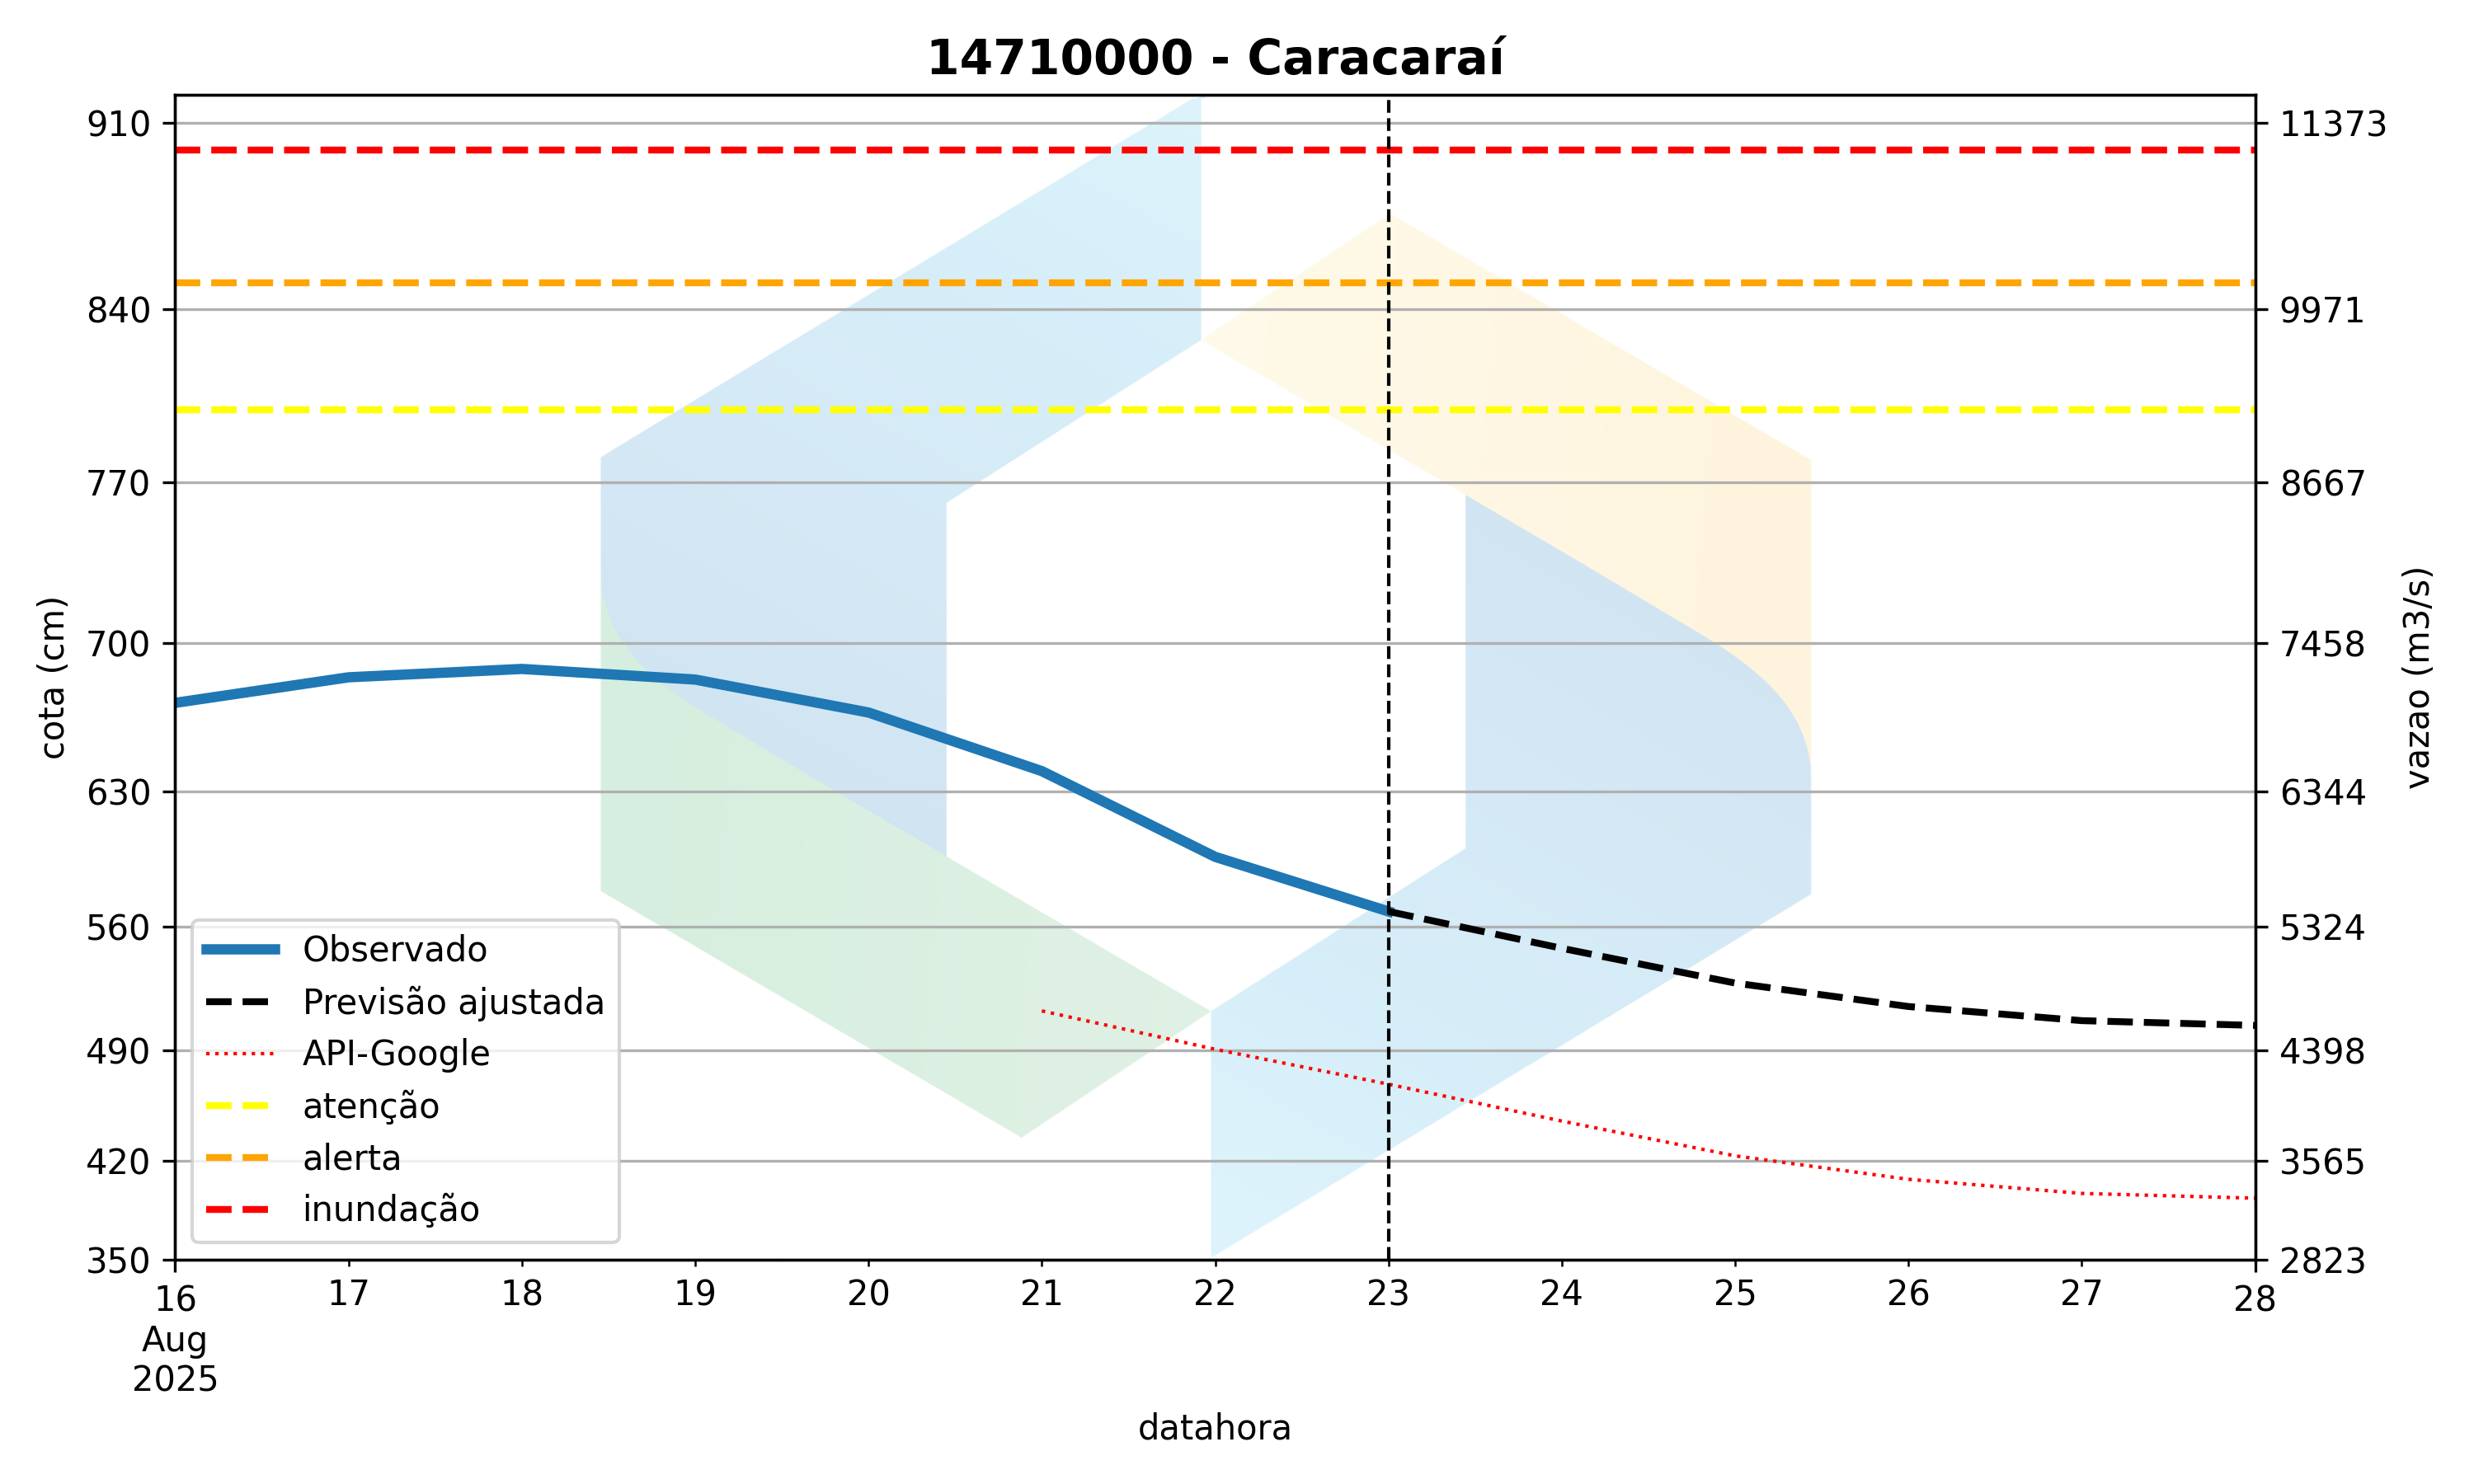 14710000 - Caracaraí
910
840
770
700
630
560
490
420
350
cota (cm)
11373
9971
8667
7458
6344
5324
4398
3565
2823
vazao (m3/s)
Observado
Previsão ajustada
API-Google
atenção
alerta
inundação
16 17 18 19 20 21 22 23 24 25 26 27 28
Aug
2025
datahora